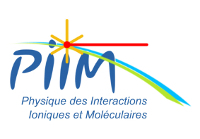 PIIM
Physique des Interactions
Ioniques et Moléculaires